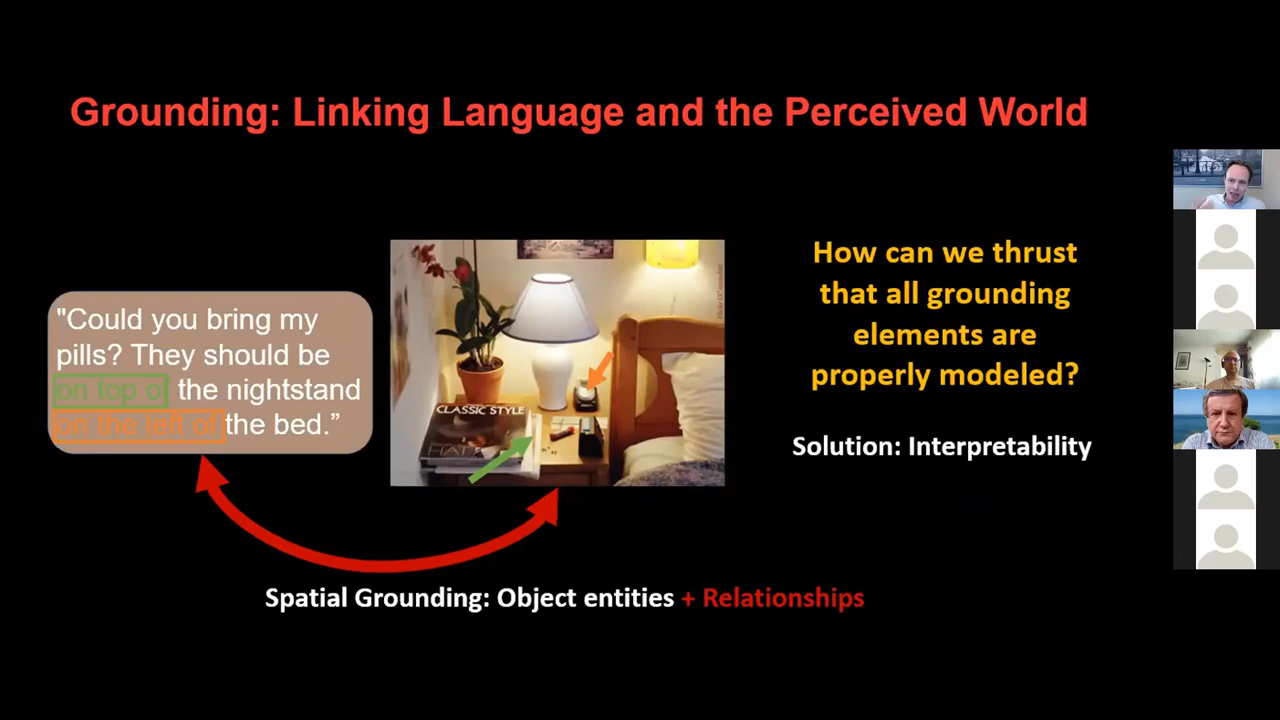 Grounding: Linking Language and the Perceived World
"Could you bring my
pills? They should be
on top of the nightstand
on the left of the bed.”
CLASSIC STYLE
How can we thrust
that all grounding
elements are
properly modeled?
Solution: Interpretability
Spatial Grounding: Object entities + Relationships